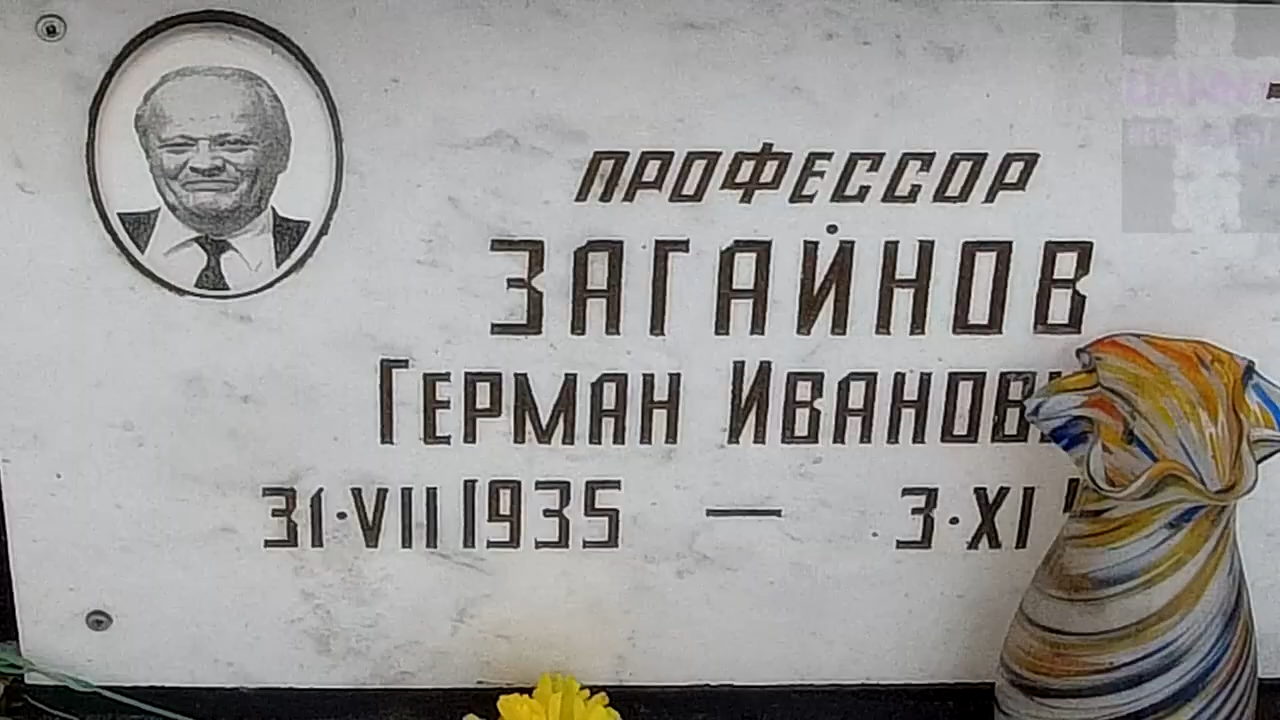 ПРОФЕССОР
ЗАГАЙНОВ
ГЕРМАН ИВАНОВ
31·VII 1935 — 3·XI